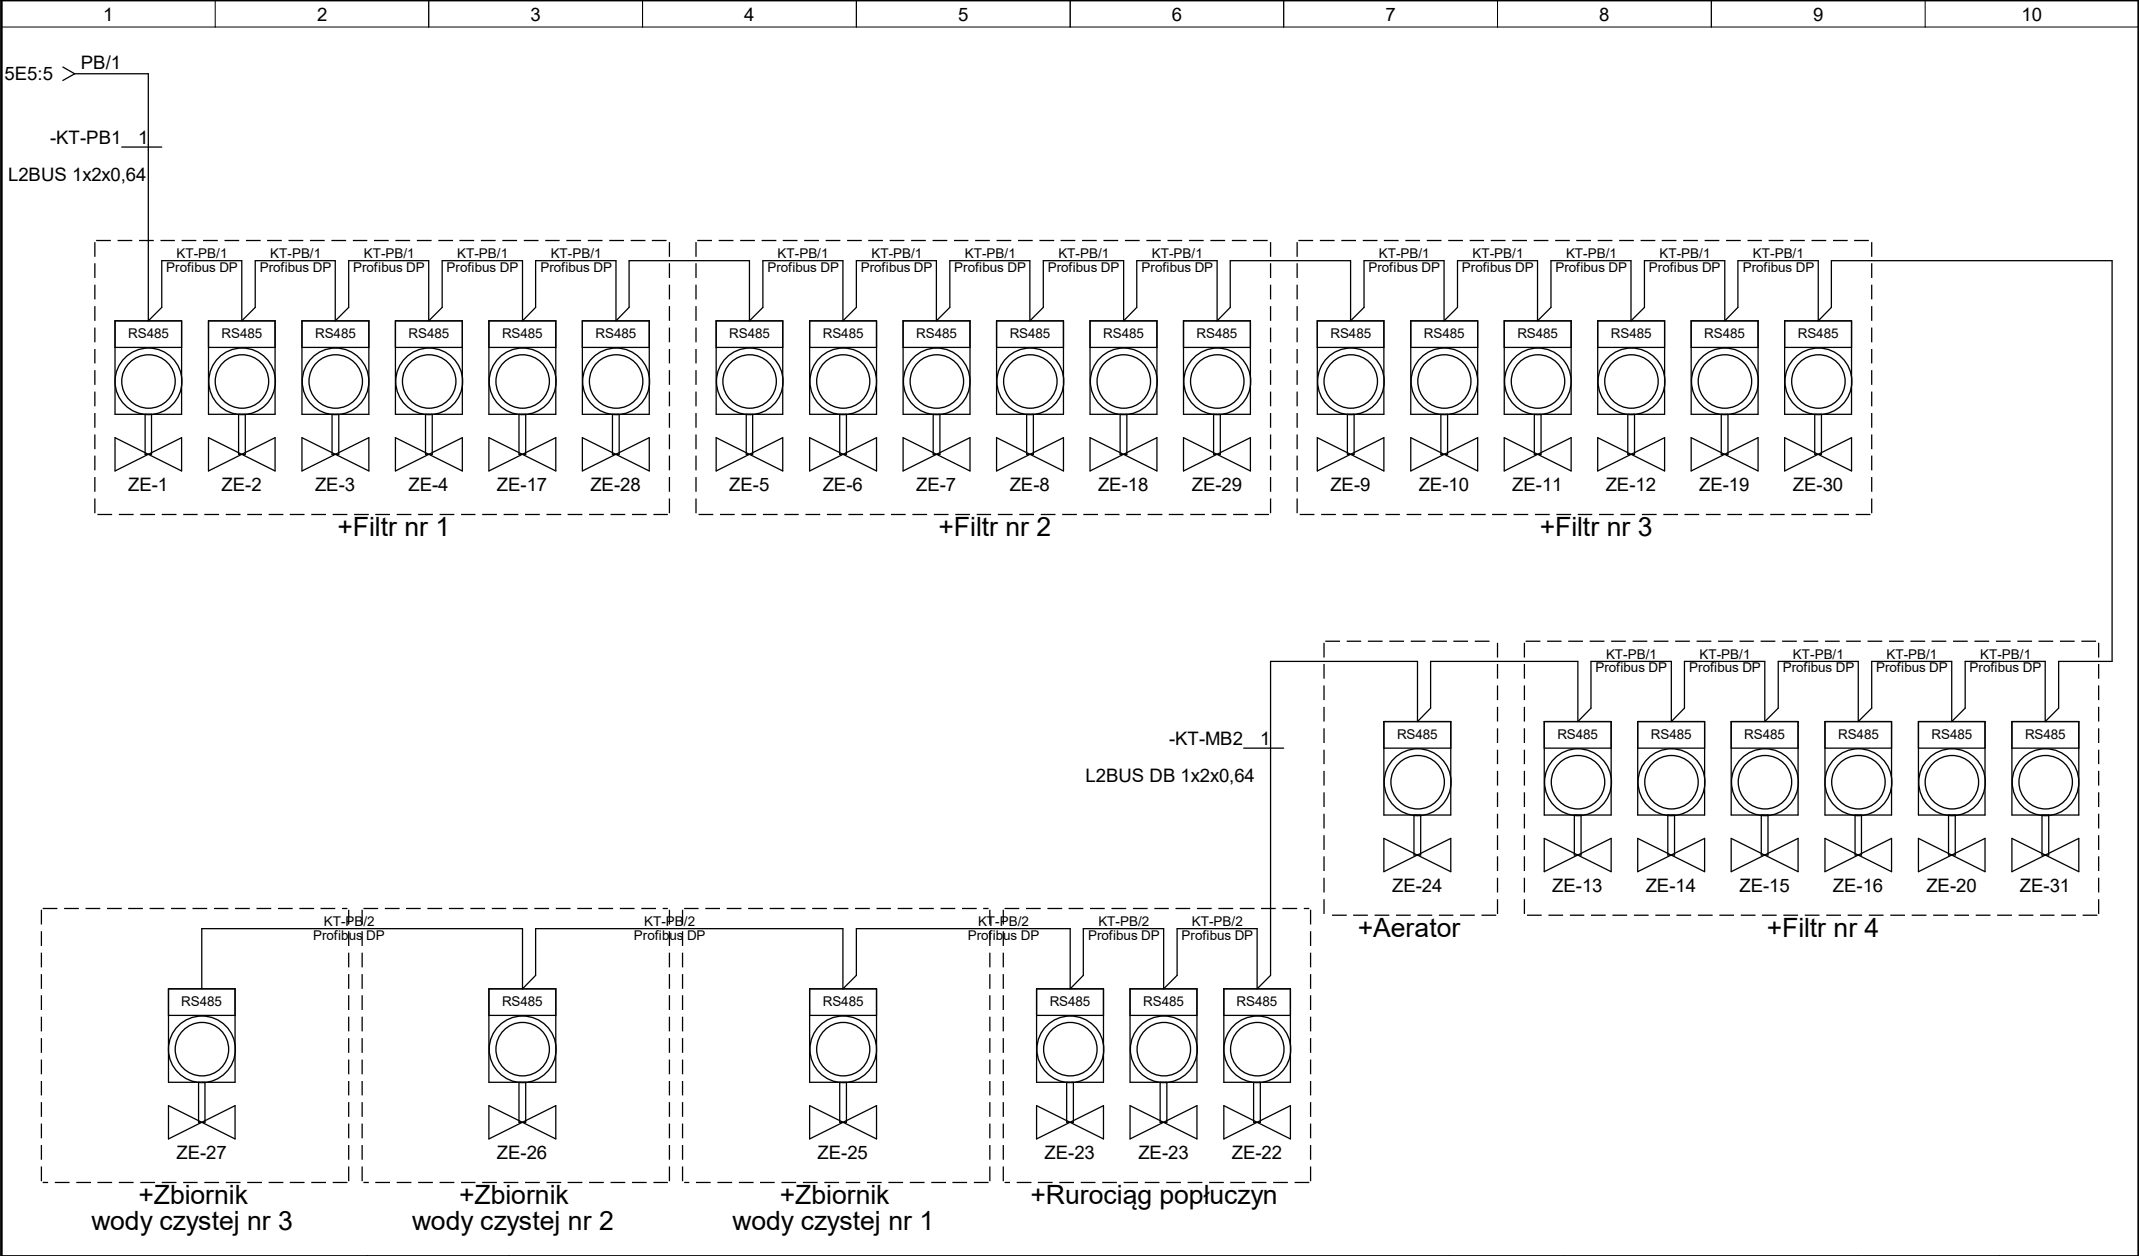 1 2 3 4 5 6 7 8 9 10
5E5:5 PB/1
-KT-PB1 1
L2BUS 1x2x0,64
KT-PB/1 KT-PB/1 KT-PB/1 KT-PB/1 KT-PB/1 KT-PB/1 KT-PB/1 KT-PB/1 KT-PB/1 KT-PB/1 KT-PB/1 KT-PB/1 KT-PB/1 KT-PB/1 KT-PB/1
Profibus DP Profibus DP Profibus DP Profibus DP Profibus DP Profibus DP Profibus DP Profibus DP Profibus DP Profibus DP Profibus DP Profibus DP Profibus DP Profibus DP Profibus DP
RS485 RS485 RS485 RS485 RS485 RS485 RS485 RS485 RS485 RS485 RS485 RS485 RS485 RS485 RS485 RS485 RS485 RS485
ZE-1 ZE-2 ZE-3 ZE-4 ZE-17 ZE-28 ZE-5 ZE-6 ZE-7 ZE-8 ZE-18 ZE-29 ZE-9 ZE-10 ZE-11 ZE-12 ZE-19 ZE-30
+Filtr nr 1 +Filtr nr 2 +Filtr nr 3
KT-PB/1 KT-PB/1 KT-PB/1 KT-PB/1 KT-PB/1
Profibus DP Profibus DP Profibus DP Profibus DP Profibus DP
-KT-MB2 1
L2BUS DB 1x2x0,64
RS485 RS485 RS485 RS485 RS485 RS485 RS485
ZE-24 ZE-13 ZE-14 ZE-15 ZE-16 ZE-20 ZE-31
+Aerator +Filtr nr 4
KT-PB/2 KT-PB/2 KT-PB/2 KT-PB/2 KT-PB/2
Profibus DP Profibus DP Profibus DP Profibus DP Profibus DP
RS485 RS485 RS485 RS485 RS485 RS485
ZE-27 ZE-26 ZE-25 ZE-23 ZE-23 ZE-22
+Zbiornik +Zbiornik +Zbiornik +Rurociąg popłuczyn
wody czystej nr 3 wody czystej nr 2 wody czystej nr 1